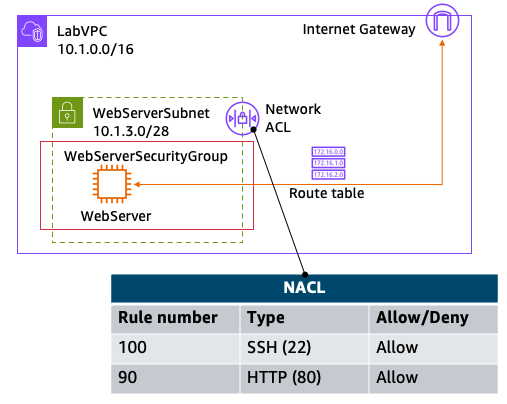 LabVPC
10.1.0.0/16
Internet Gateway
WebServerSubnet
10.1.3.0/28
Network
ACL
WebServerSecurityGroup
WebServer
172.16.0.0
172.16.1.0
172.16.2.0
Route table
NACL
Rule number Type Allow/Deny
100 SSH (22) Allow
90 HTTP (80) Allow